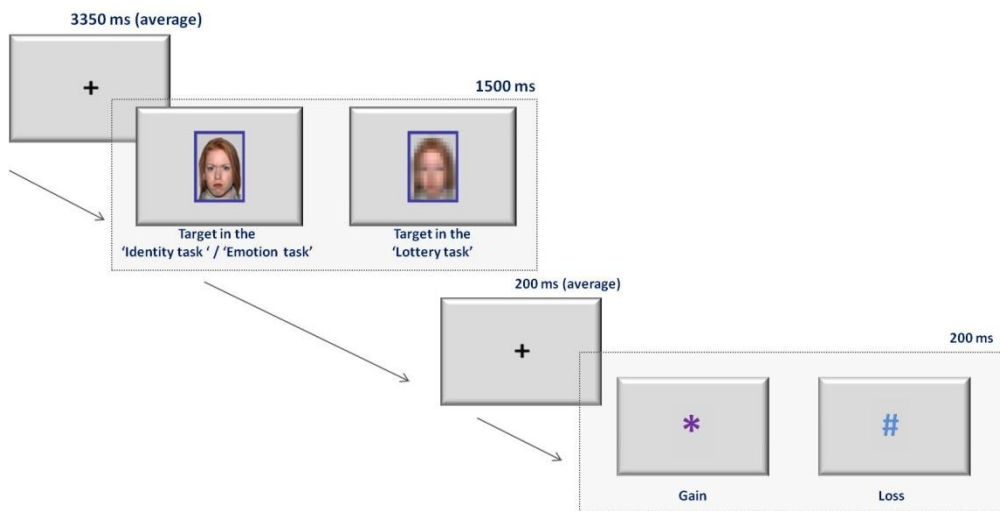 3350 ms (average)
+
1500 ms
Target in the
‘Identity task ‘ / ‘Emotion task’
Target in the
‘Lottery task’
200 ms (average)
+
200 ms
*
#
Gain
Loss